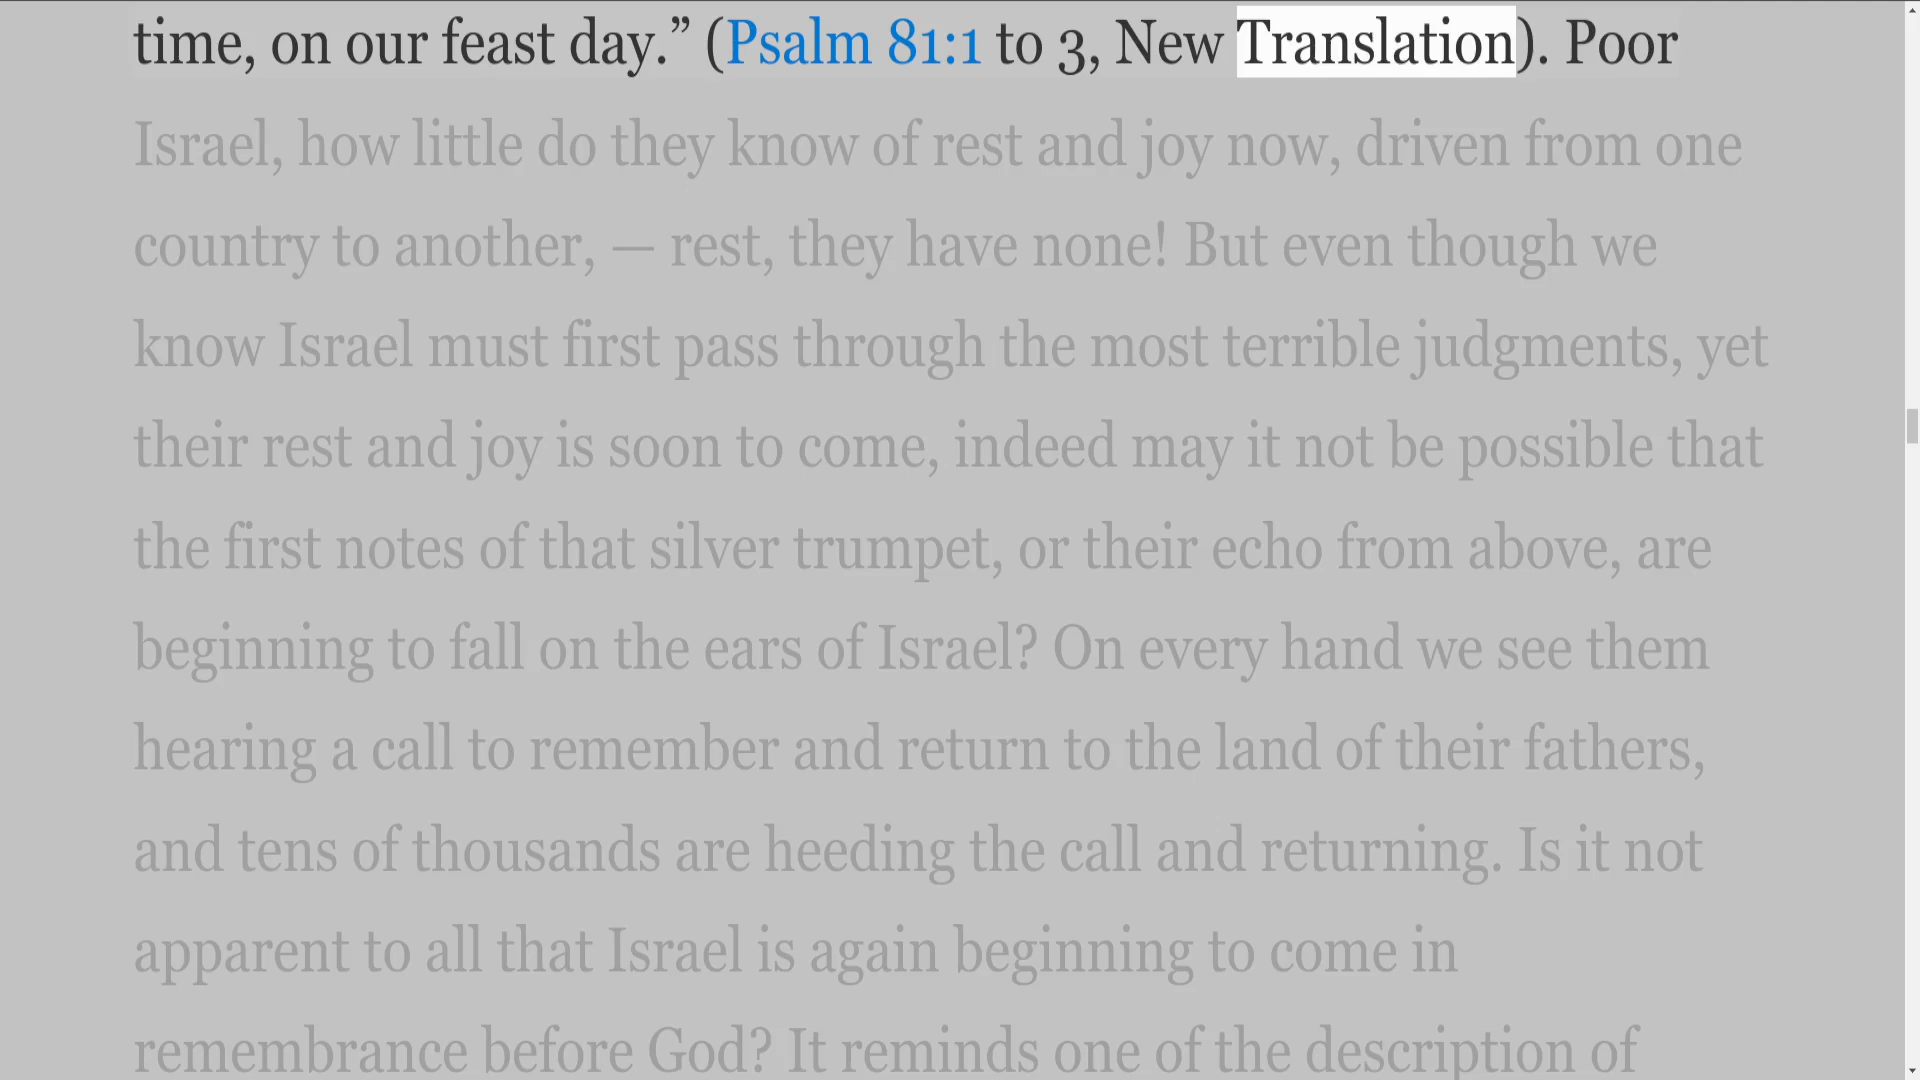 time, on our feast day.” (Psalm 81:1 to 3, New Translation). Poor
Israel, how little do they know of rest and joy now, driven from one
country to another, — rest, they have none! But even though we
know Israel must first pass through the most terrible judgments, yet
their rest and joy is soon to come, indeed may it not be possible that
the first notes of that silver trumpet, or their echo from above, are
beginning to fall on the ears of Israel? On every hand we see them
hearing a call to remember and return to the land of their fathers,
and tens of thousands are heeding the call and returning. Is it not
apparent to all that Israel is again beginning to come in
remembrance before God? It reminds one of the description of